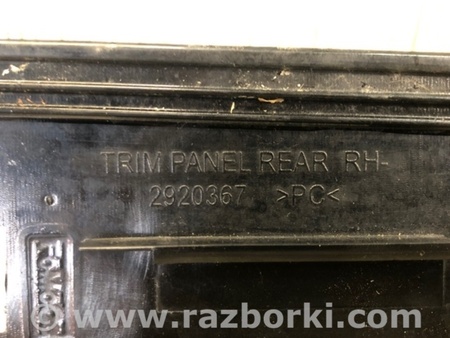 TRIM PANEL REAR RH-
2920367 >PC<
www.razborki.com